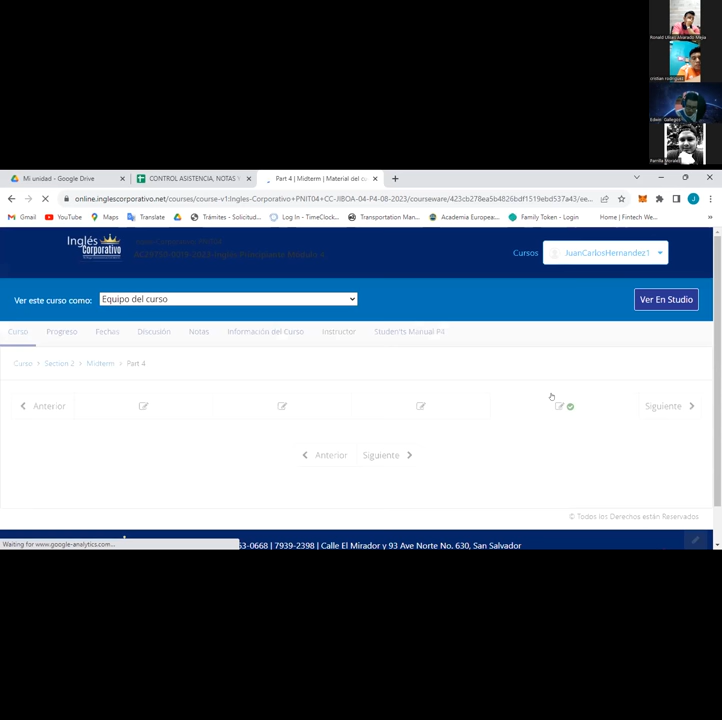 Ronald Ulises Alvarado Mejia
cristian rodriguez
Edwin Gallegos
Parrilla Morales
Mi unidad - Google Drive
CONTROL ASISTENCIA, NOTAS Y
Part 4 | Midterm | Material del cu
online.inglescorporativo.net/courses/course-v1:Ingles-Corporativo+PNIT04+CC-JIBOA-04-P4-08-2023/courseware/423cb278ea5b4826bdf1519ebd537a43/ee...
Gmail
YouTube
Maps
Translate
Trámites - Solicitud...
Log In - TimeClock...
Transportation Man...
Academia Europea...
Family Token - Login
Home | Fintech We...
Inglés
Corporativo
Cursos
JuanCarlosHernandez1
Ver este curso como:
Equipo del curso
Ver En Studio
Curso
Progreso
Fechas
Discusión
Notas
Información del Curso
Instructor
Studen'ts Manual P4
Curso > Section 2 > Midterm > Part 4
Anterior
Siguiente
Anterior
Siguiente
© Todos los Derechos están Reservados
Waiting for www.google-analytics.com...
63-0668 | 7939-2398 | Calle El Mirador y 93 Ave Norte No. 630, San Salvador